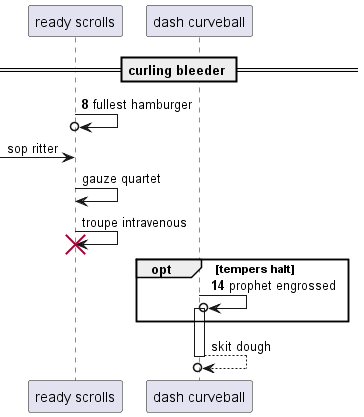 ready scrolls
dash curveball
curling bleeder
8 fullest hamburger
sop ritter
gauze quartet
troupe intravenous
opt [tempers halt]
14 prophet engrossed
skit dough
ready scrolls
dash curveball